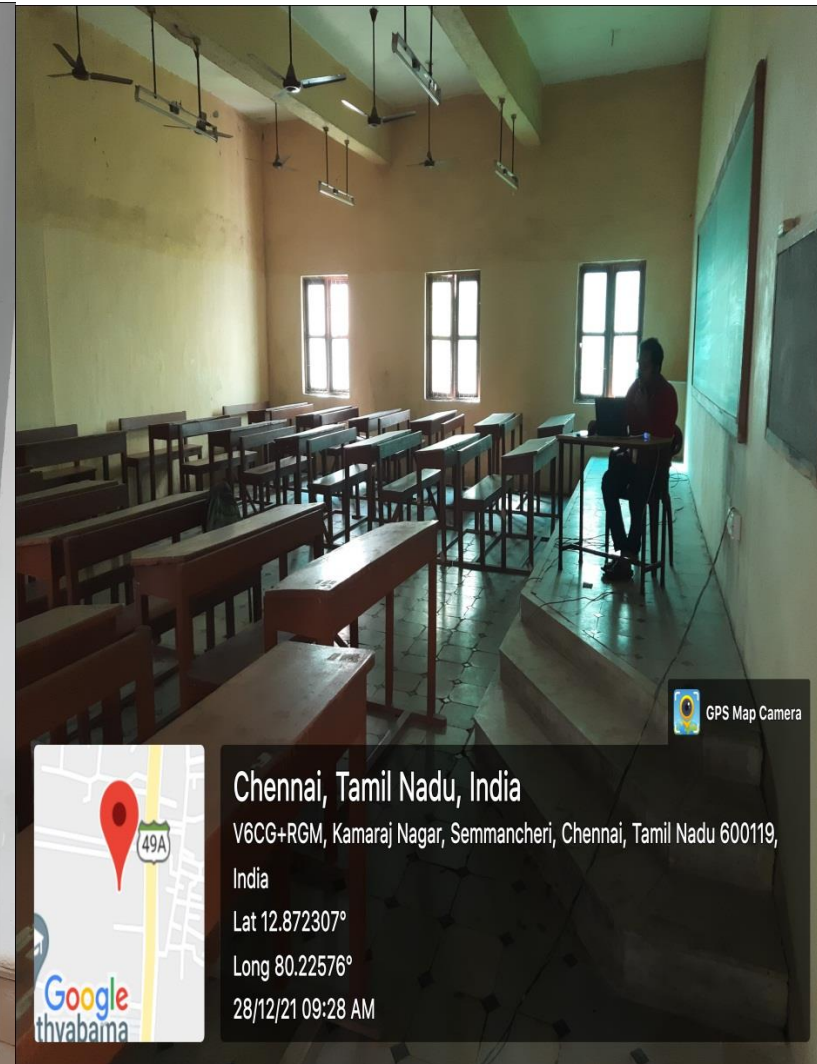 GPS Map Camera
Chennai, Tamil Nadu, India
V6CG+RGM, Kamaraj Nagar, Semmancheri, Chennai, Tamil Nadu 600119,
India
Lat 12.872307°
Long 80.22576°
28/12/21 09:28 AM
49A
Google
thyabama